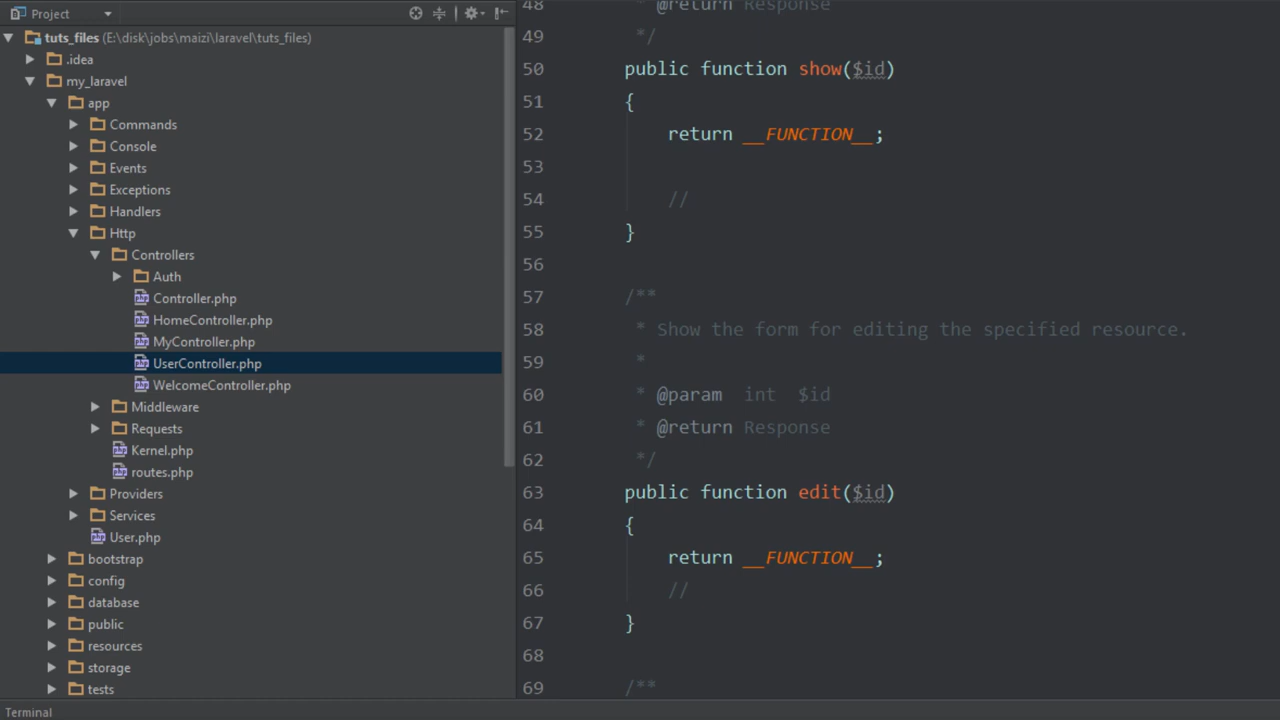 Project
tuts_files (E:\disk\jobs\maizi\laravel\tuts_files)
.idea
my_laravel
app
Commands
Console
Events
Exceptions
Handlers
Http
Controllers
Auth
Controller.php
HomeController.php
MyController.php
UserController.php
WelcomeController.php
Middleware
Requests
Kernel.php
routes.php
Providers
Services
User.php
bootstrap
config
database
public
resources
storage
tests
48 * @return Response
49 */
50 public function show($id)
51 {
52 return __FUNCTION__;
53
54 //
55 }
56
57 /**
58 * Show the form for editing the specified resource.
59 *
60 * @param  int  $id
61 * @return Response
62 */
63 public function edit($id)
64 {
65 return __FUNCTION__;
66 //
67 }
68
69 /**
Terminal